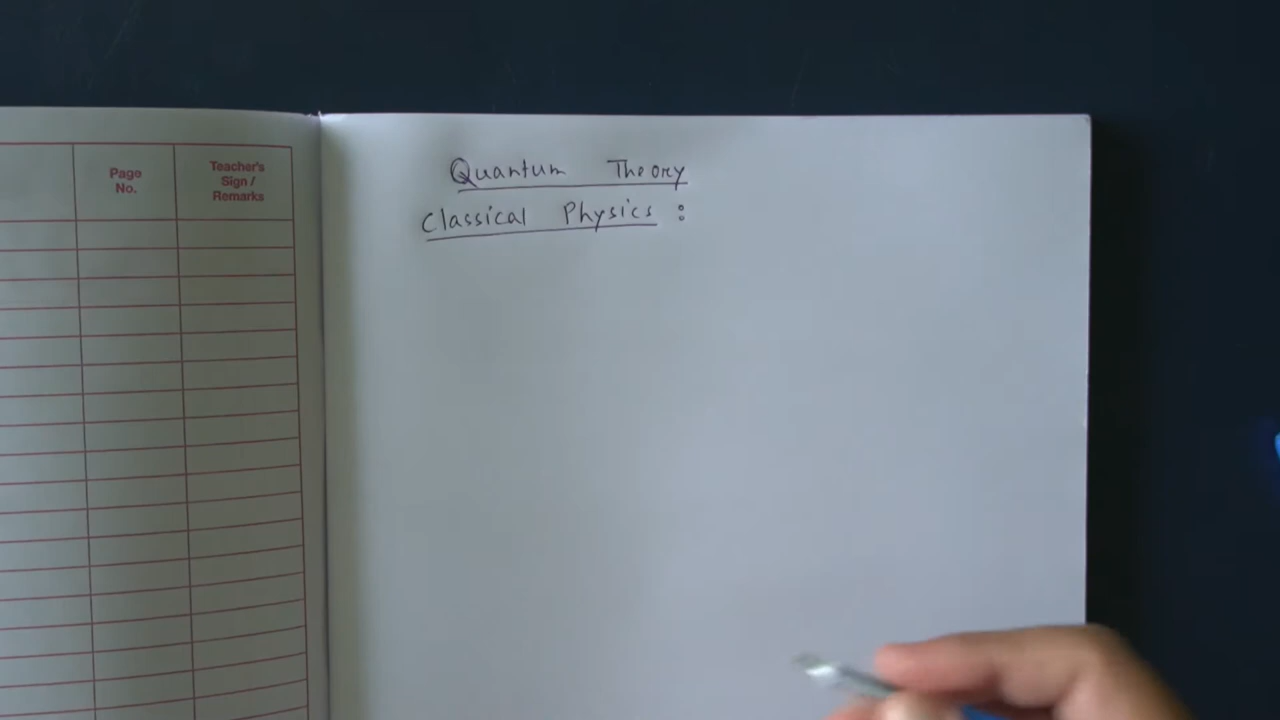 Page
No.
Teacher's
Sign /
Remarks
Quantum Theory
Classical Physics :